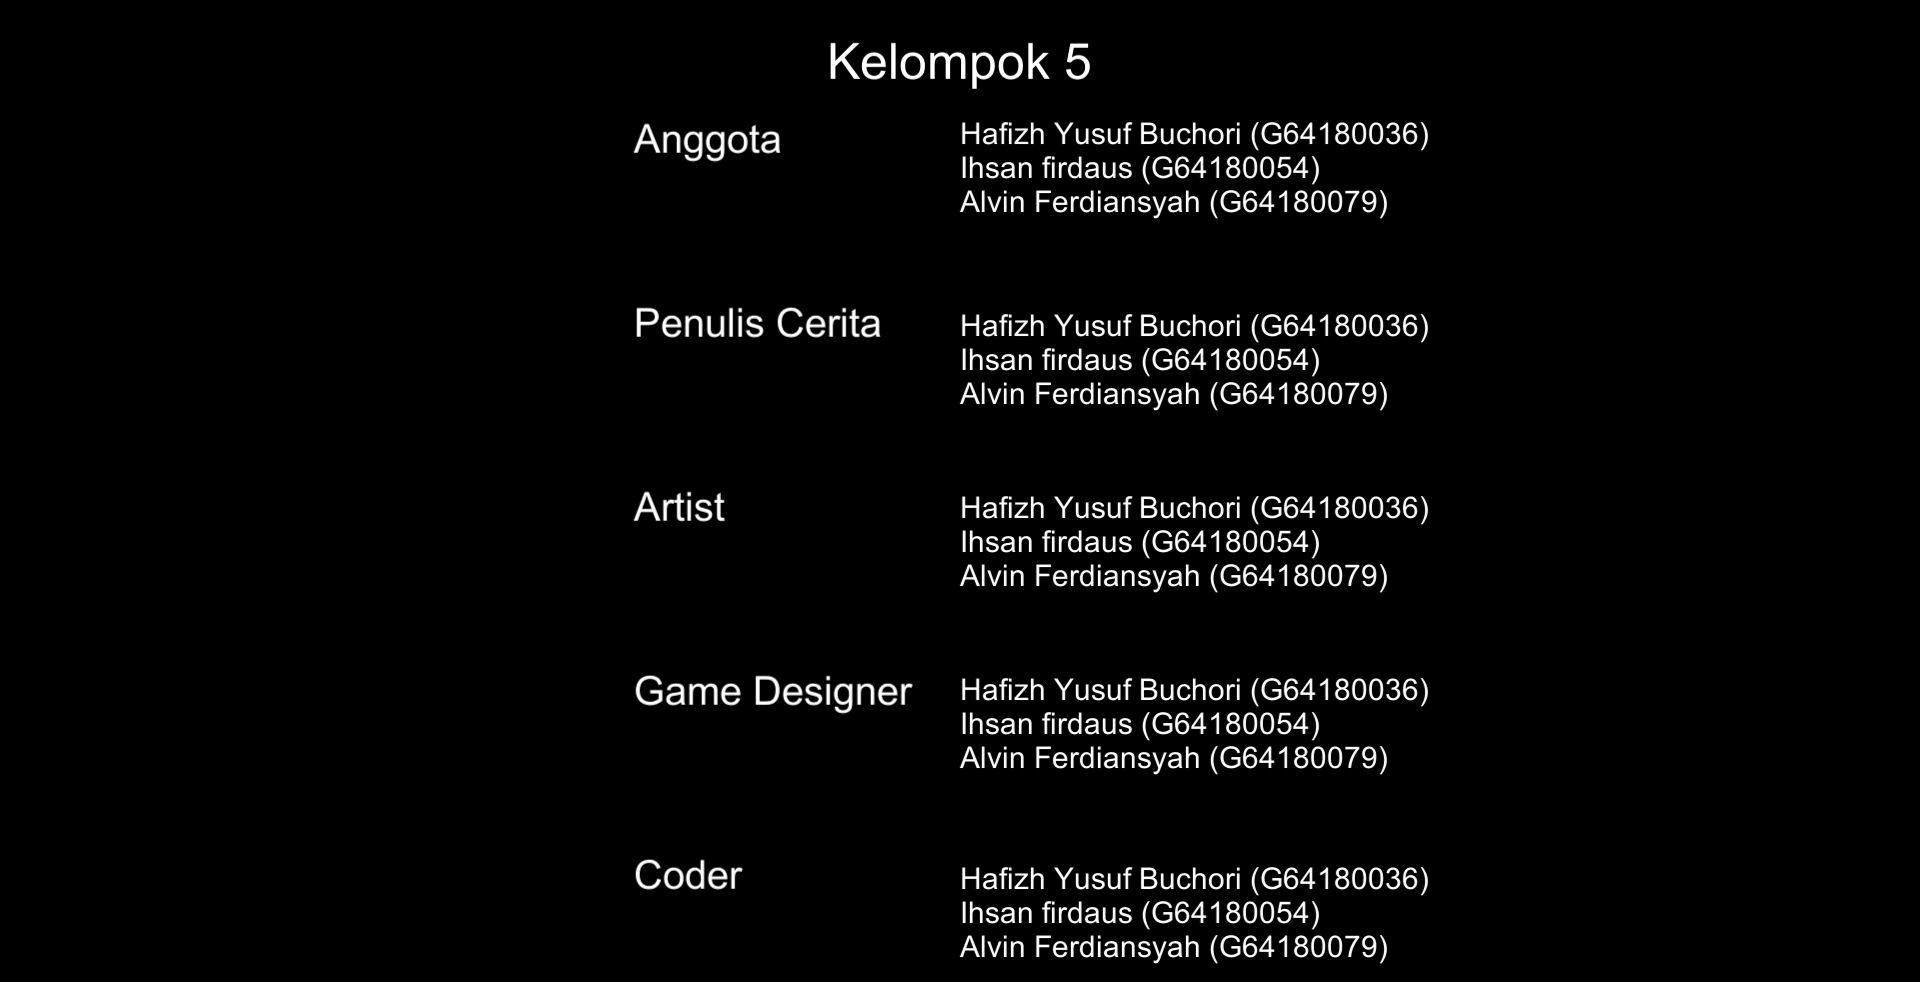 Kelompok 5
Anggota
Hafizh Yusuf Buchori (G64180036)
Ihsan firdaus (G64180054)
Alvin Ferdiansyah (G64180079)
Penulis Cerita
Hafizh Yusuf Buchori (G64180036)
Ihsan firdaus (G64180054)
Alvin Ferdiansyah (G64180079)
Artist
Hafizh Yusuf Buchori (G64180036)
Ihsan firdaus (G64180054)
Alvin Ferdiansyah (G64180079)
Game Designer
Hafizh Yusuf Buchori (G64180036)
Ihsan firdaus (G64180054)
Alvin Ferdiansyah (G64180079)
Coder
Hafizh Yusuf Buchori (G64180036)
Ihsan firdaus (G64180054)
Alvin Ferdiansyah (G64180079)